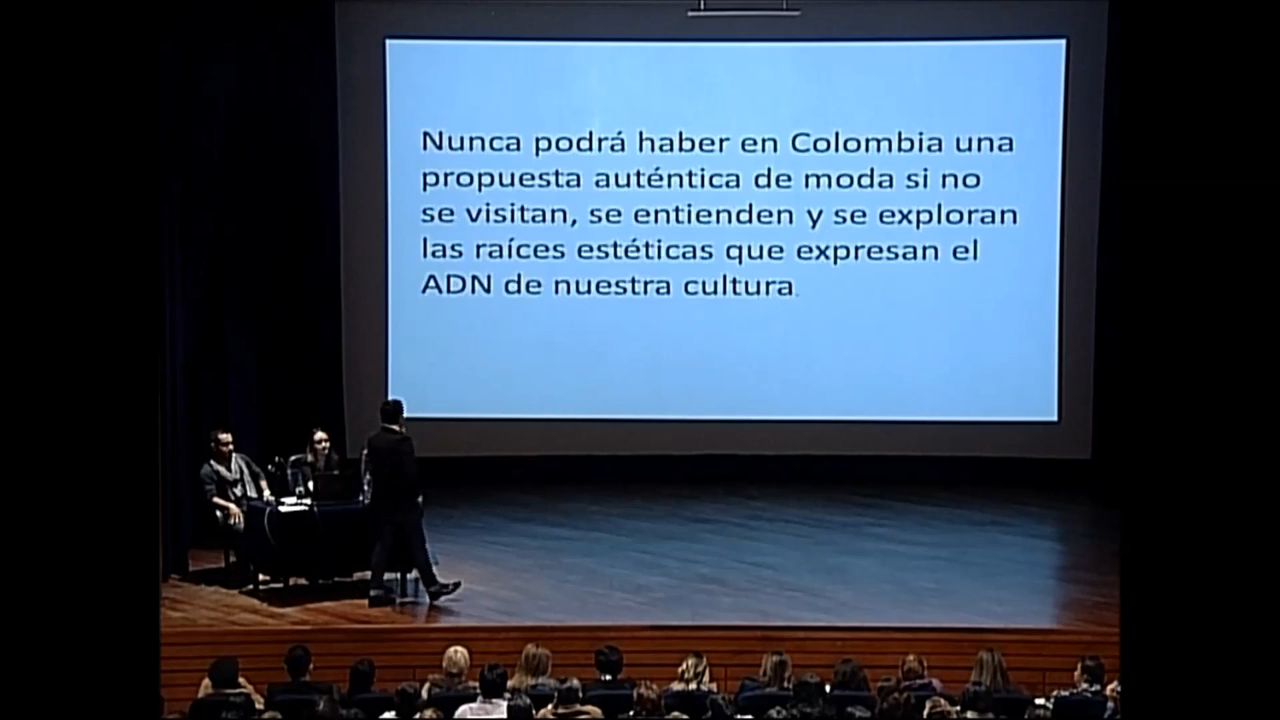 Nunca podrá haber en Colombia una
propuesta auténtica de moda si no
se visitan, se entienden y se exploran
las raíces estéticas que expresan el
ADN de nuestra cultura.